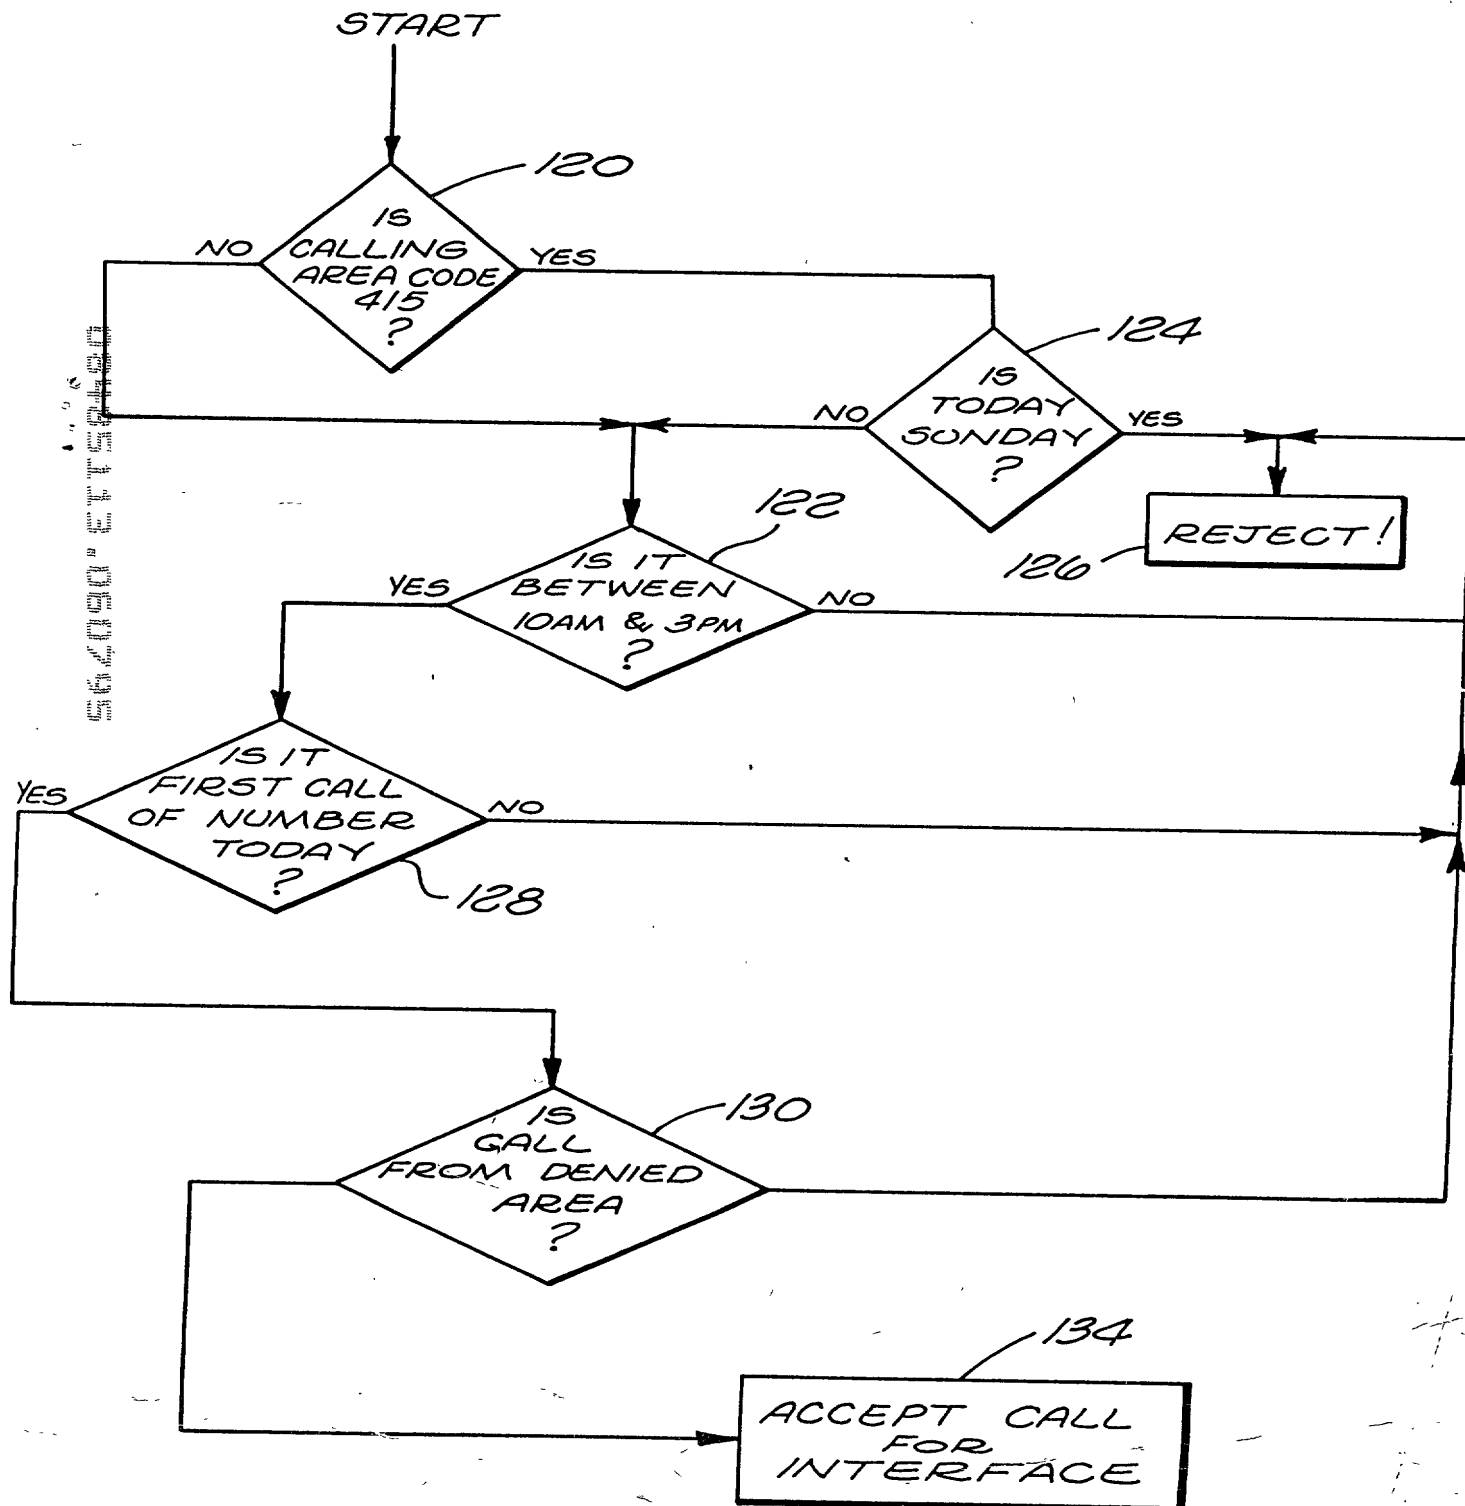 START
120
IS
CALLING
AREA CODE
415
?
NO
YES
124
IS
TODAY
SUNDAY
?
NO
YES
126
REJECT!
122
IS IT
BETWEEN
10AM & 3PM
?
YES
NO
IS IT
FIRST CALL
OF NUMBER
TODAY
?
YES
NO
128
130
IS
CALL
FROM DENIED
AREA
?
134
ACCEPT CALL
FOR
INTERFACE